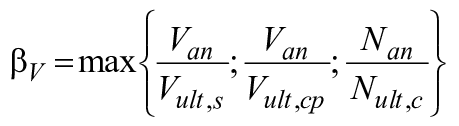 β_V = max { V_an / V_ult,s ; V_an / V_ult,cp ; N_an / N_ult,c }